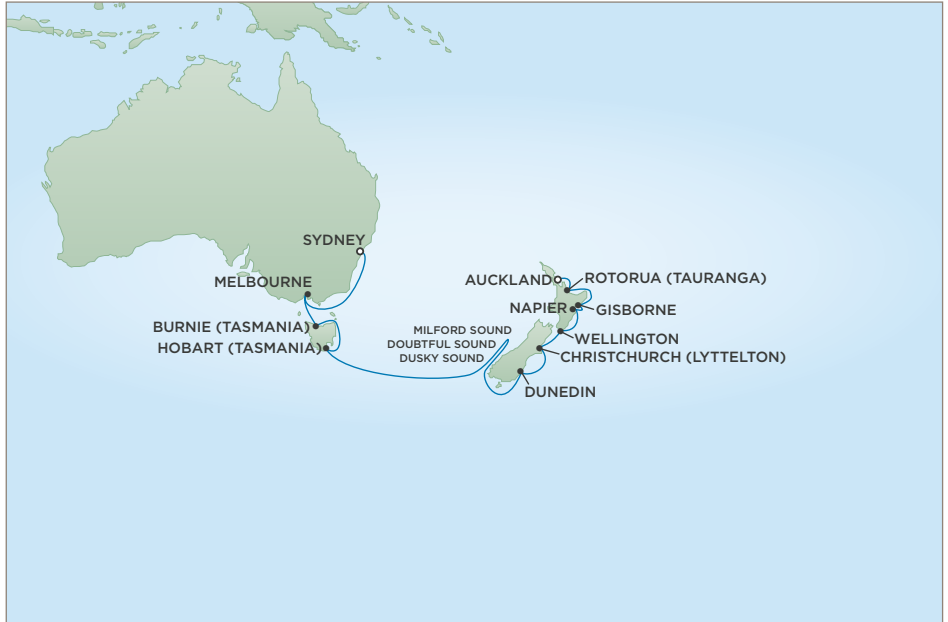 SYDNEY
MELBOURNE
AUCKLAND
ROTORUA (TAURANGA)
NAPIER
GISBORNE
BURNIE (TASMANIA)
MILFORD SOUND
DOUBTFUL SOUND
DUSKY SOUND
WELLINGTON
HOBART (TASMANIA)
CHRISTCHURCH (LYTTELTON)
DUNEDIN